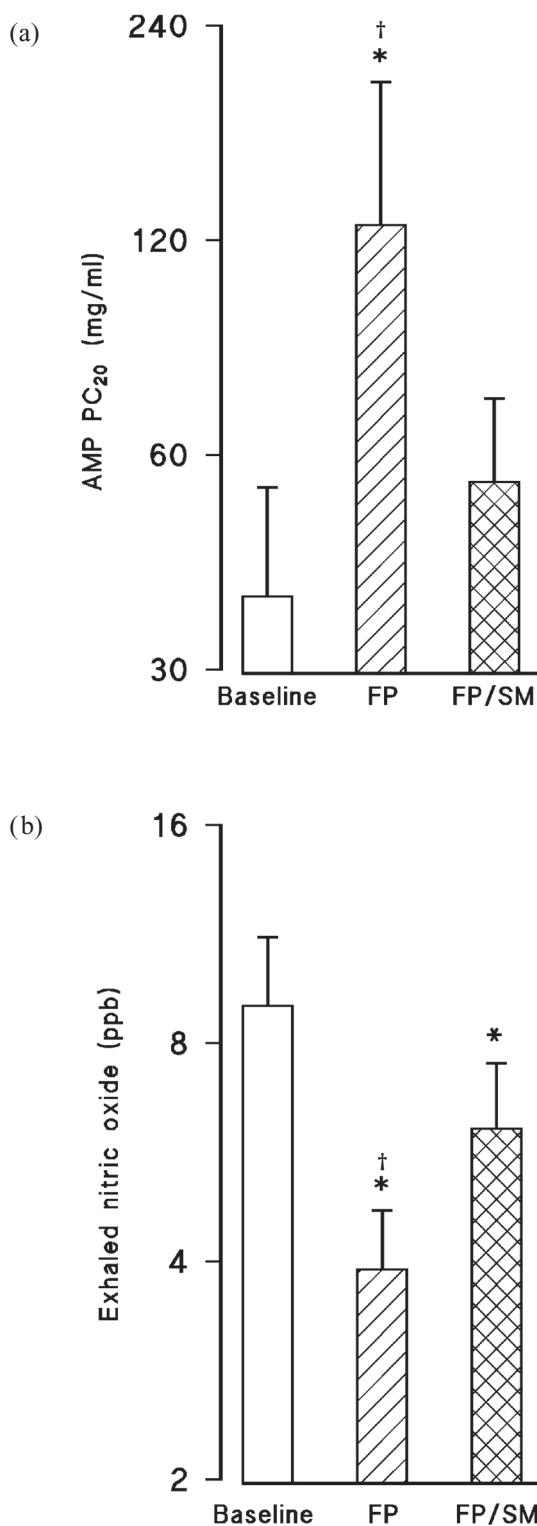 (a)
240
120
60
30
AMP PC₂₀ (mg/ml)
†
*
Baseline FP FP/SM
(b)
16
8
4
2
Exhaled nitric oxide (ppb)
*
†
*
Baseline FP FP/SM